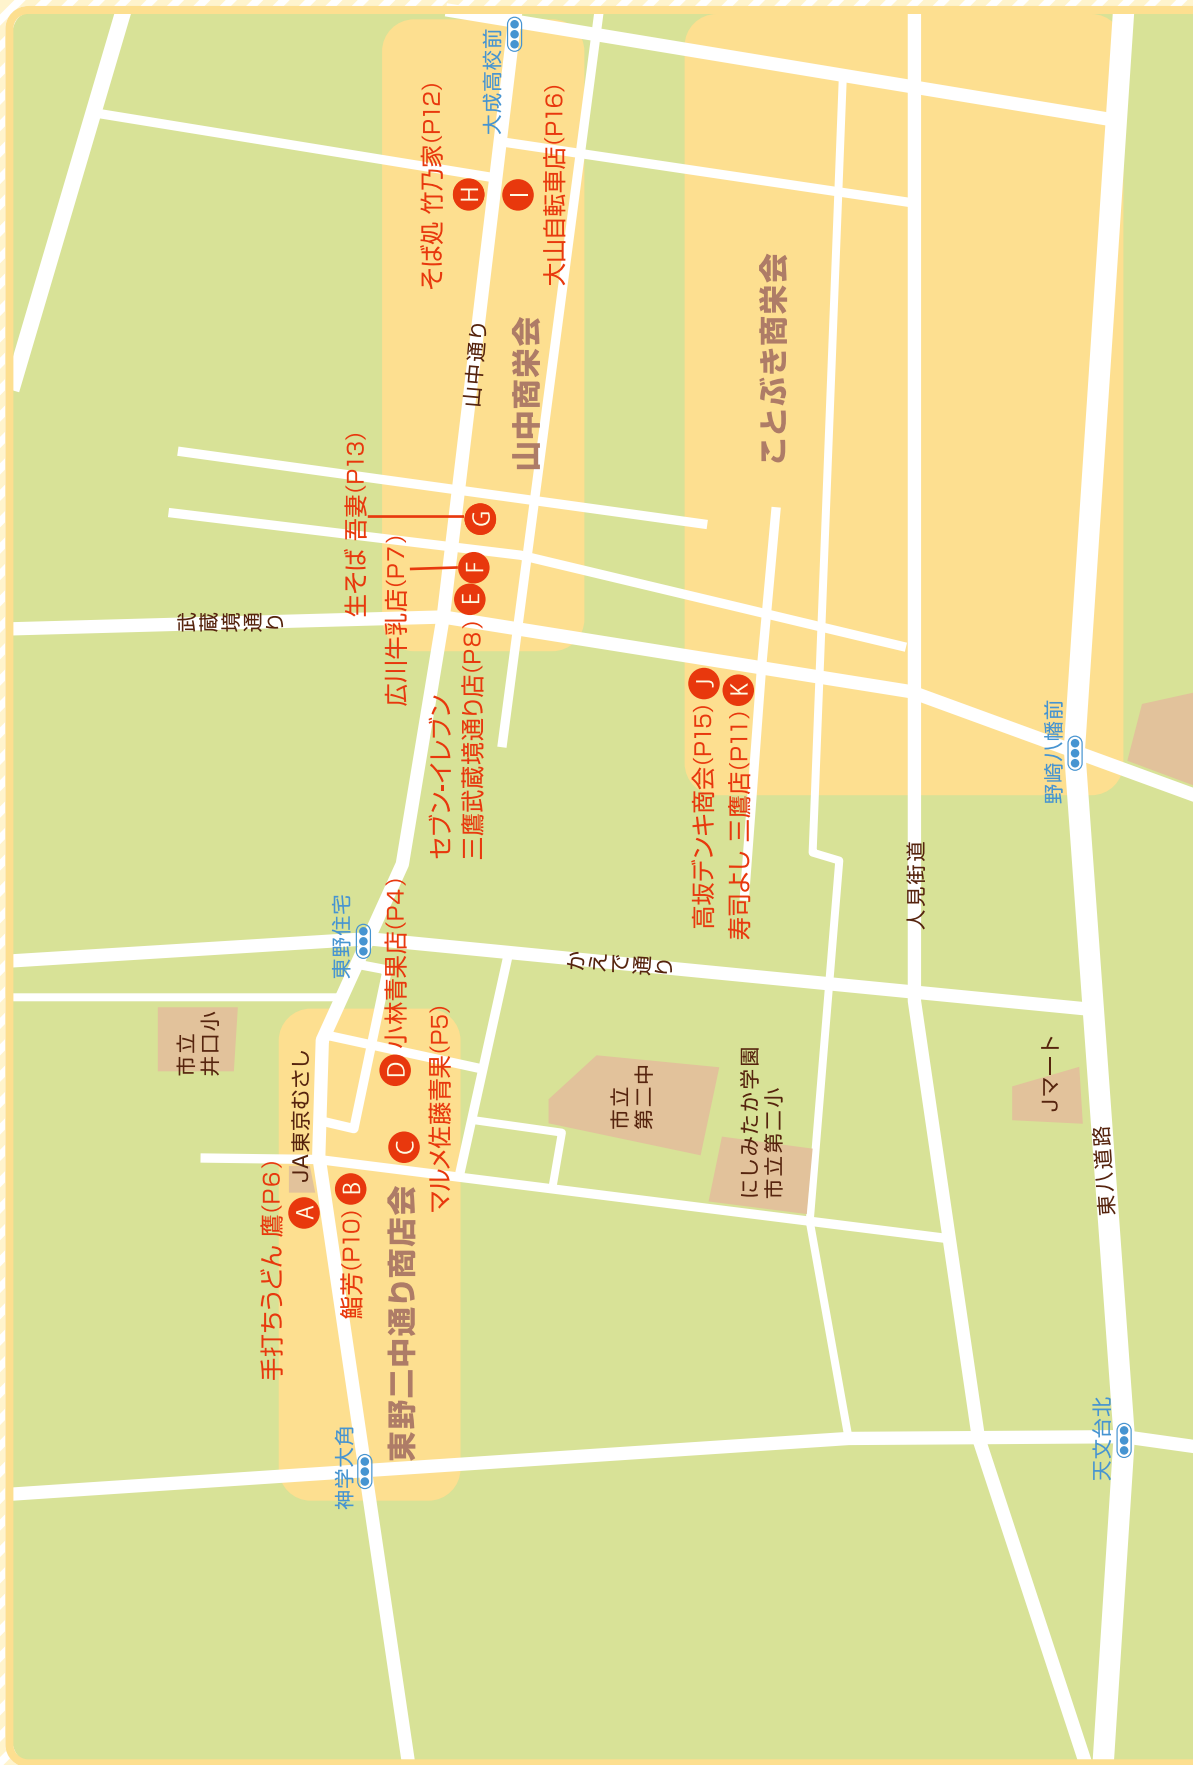 市立
井口小
武蔵境通り
東野住宅
生そば 吾妻(P13)
広川牛乳店(P7)
G
F
E
セブン-イレブン
三鷹武蔵境通り店(P8)
そば処 竹乃家(P12)
H
大成高校前
I
大山自転車店(P16)
山中通り
山中商栄会
手打ちうどん 鷹(P6)
A
JA東京むさし
神学大角
鮨芳(P10)
B
小林青果店(P4)
D
東野二中通り商店会
C
マルメ佐藤青果(P5)
かえで通り
市立
第二中
高坂デンキ商会(P15)
J
寿司よし 三鷹店(P11)
K
にしみたか学園
市立第二小
ことぶき商栄会
人見街道
Jマート
野崎八幡前
天文台北
東八道路